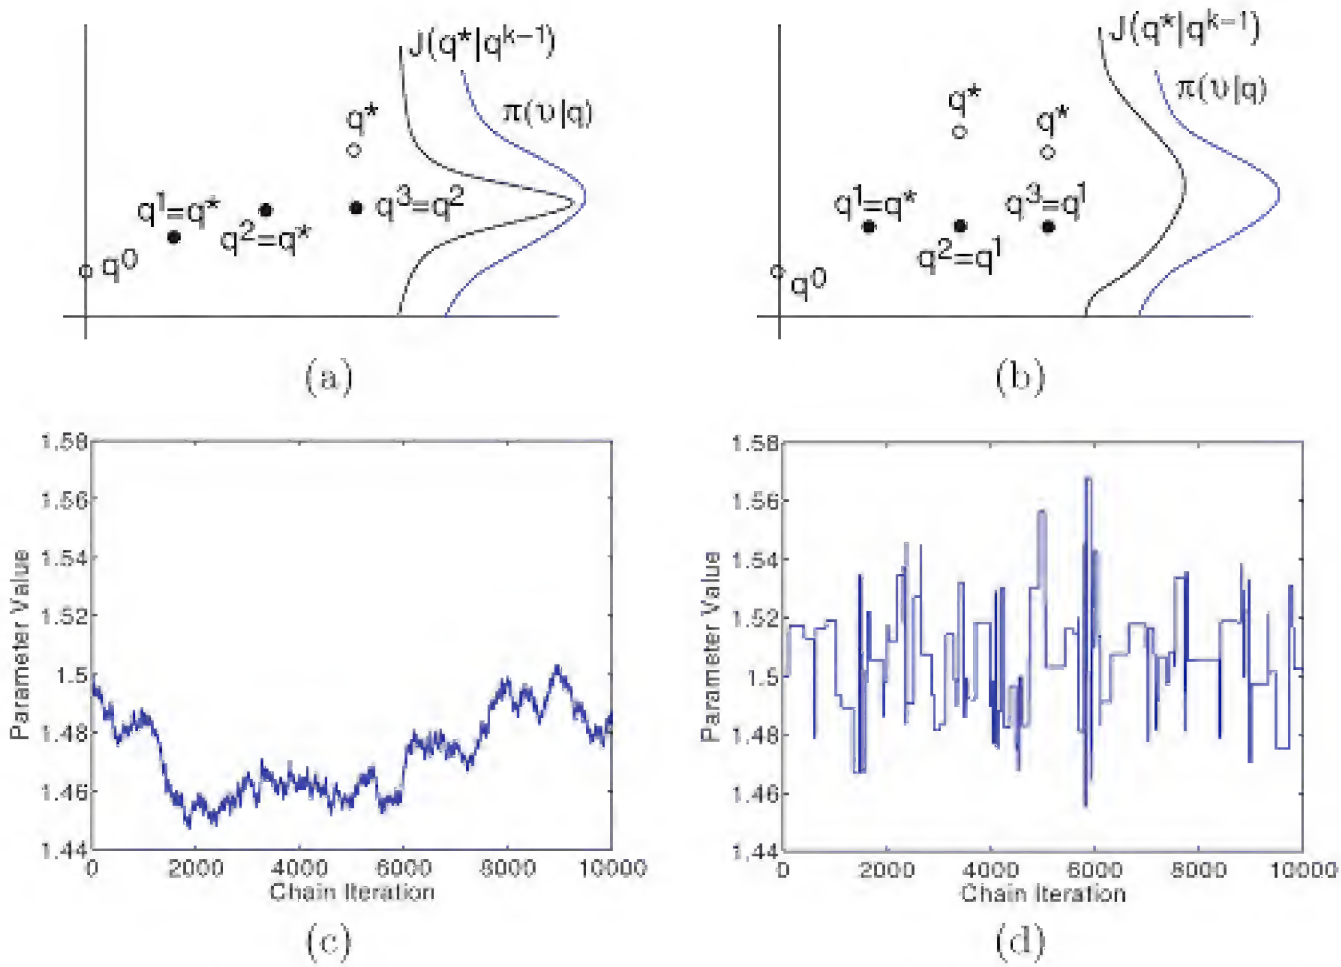 J(q*|q^k-1)
π(υ|q)
q*
q^1=q*
q^2=q*
q^3=q^2
q^0
(a)
J(q*|q^k-1)
π(υ|q)
q*
q*
q^1=q*
q^3=q^1
q^2=q^1
q^0
(b)
1.58
1.56
1.54
1.52
1.5
1.48
1.46
1.44
Parameter Value
0 2000 4000 6000 8000 10000
Chain Iteration
(c)
1.58
1.56
1.54
1.52
1.5
1.48
1.46
1.44
Parameter Value
0 2000 4000 6000 8000 10000
Chain Iteration
(d)